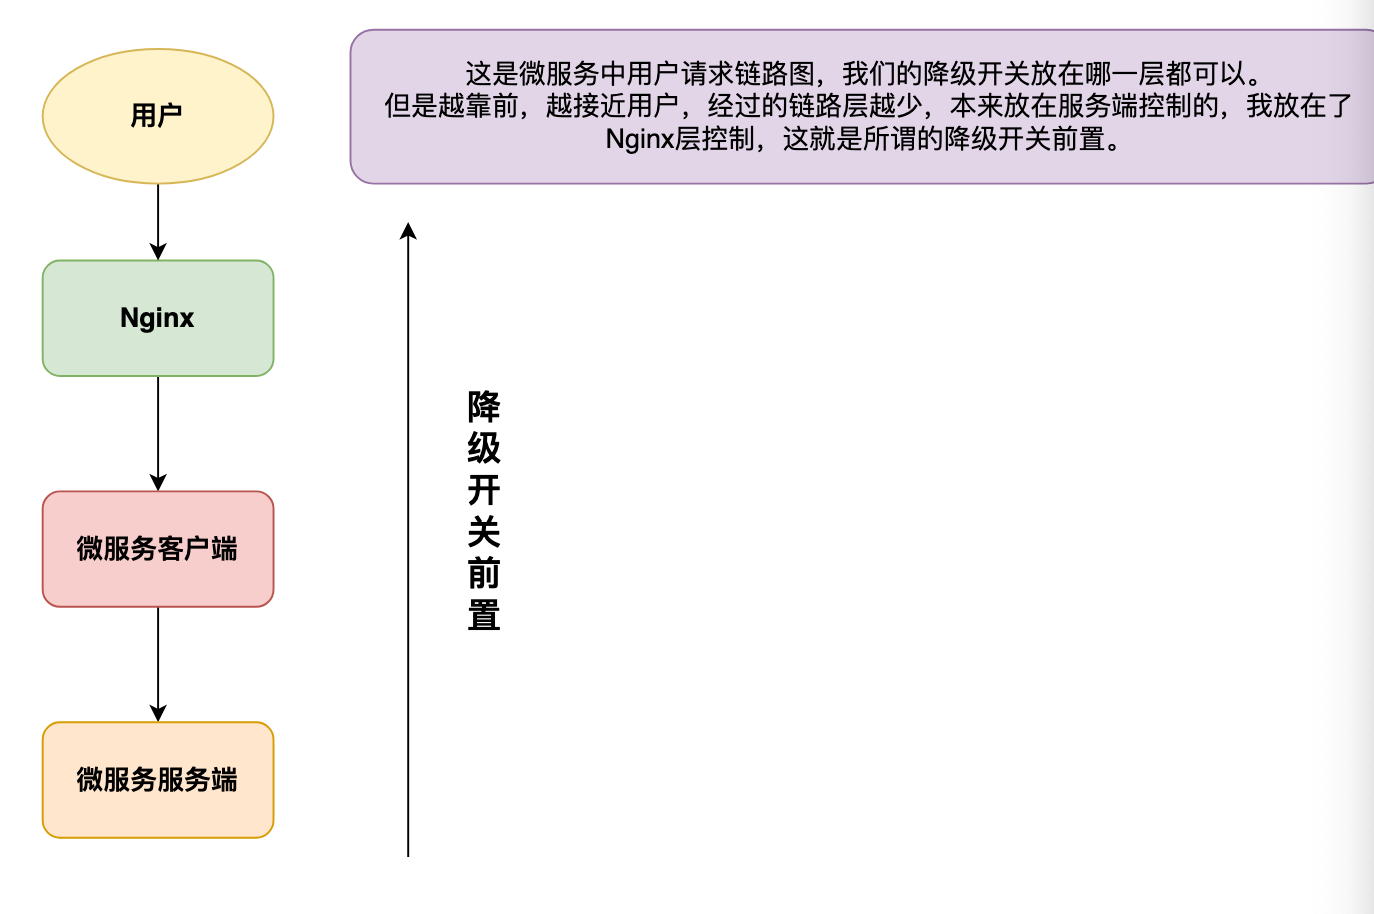 用户
这是微服务中用户请求链路图，我们的降级开关放在哪一层都可以。
但是越靠前，越接近用户，经过的链路层越少，本来放在服务端控制的，我放在了
Nginx层控制，这就是所谓的降级开关前置。
Nginx
微服务客户端
微服务服务端
降级开关前置